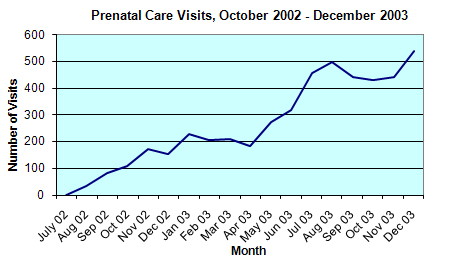 Prenatal Care Visits, October 2002 - December 2003
Number of Visits
600
500
400
300
200
100
0
July 02
Aug 02
Sep 02
Oct 02
Nov 02
Dec 02
Jan 03
Feb 03
Mar 03
Apr 03
May 03
Jun 03
Jul 03
Aug 03
Sep 03
Oct 03
Nov 03
Dec 03
Month